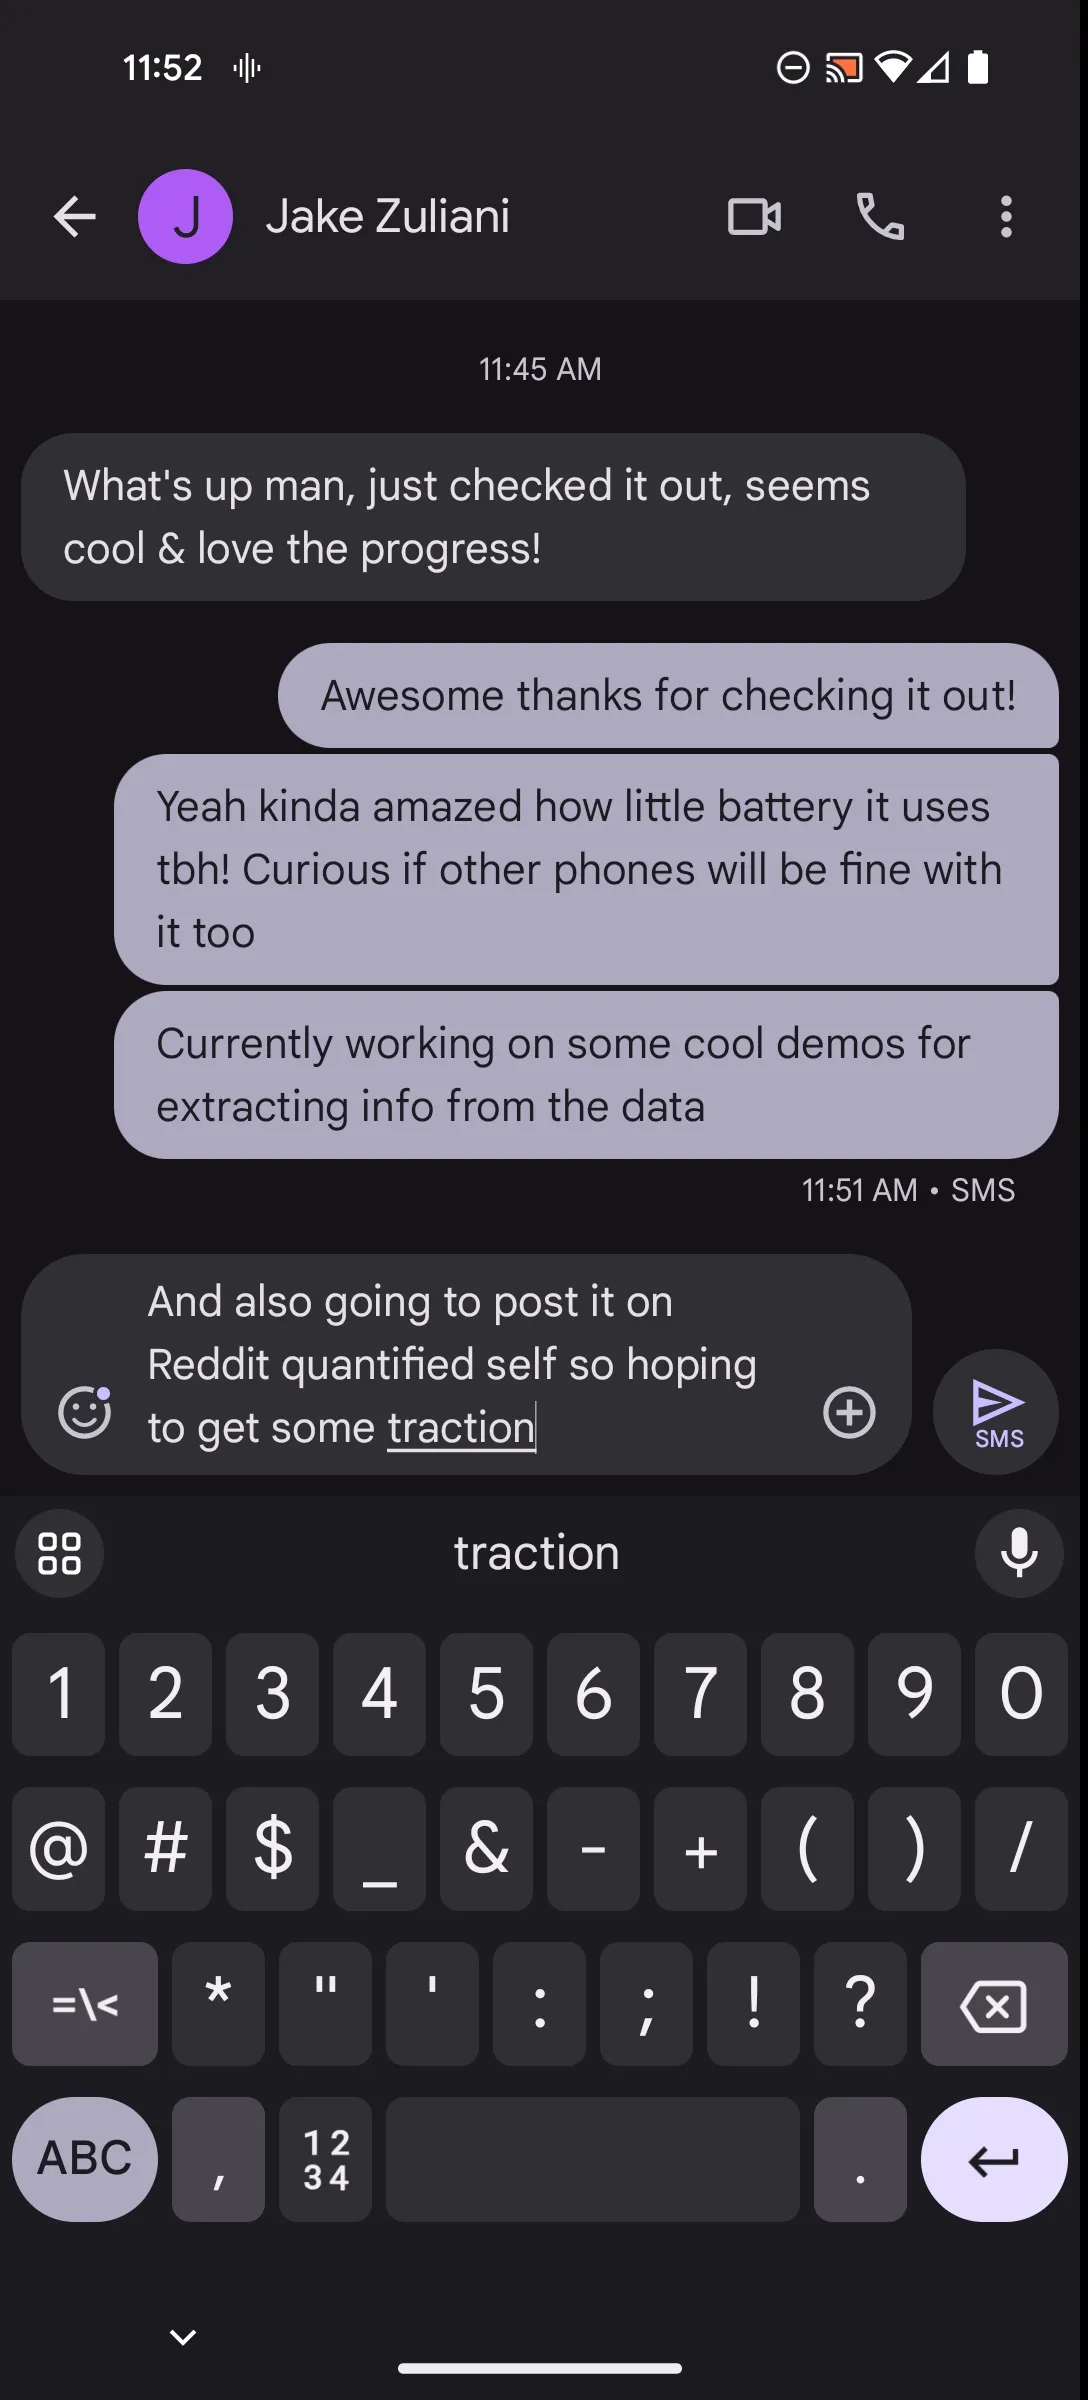 11:52
J
Jake Zuliani
11:45 AM
What's up man, just checked it out, seems
cool & love the progress!
Awesome thanks for checking it out!
Yeah kinda amazed how little battery it uses
tbh! Curious if other phones will be fine with
it too
Currently working on some cool demos for
extracting info from the data
11:51 AM • SMS
And also going to post it on
Reddit quantified self so hoping
to get some traction
SMS
traction
1 2 3 4 5 6 7 8 9 0
@ # $ _ & - + ( ) /
=\< * " ' : ; ! ?
ABC , 1 2 .
3 4